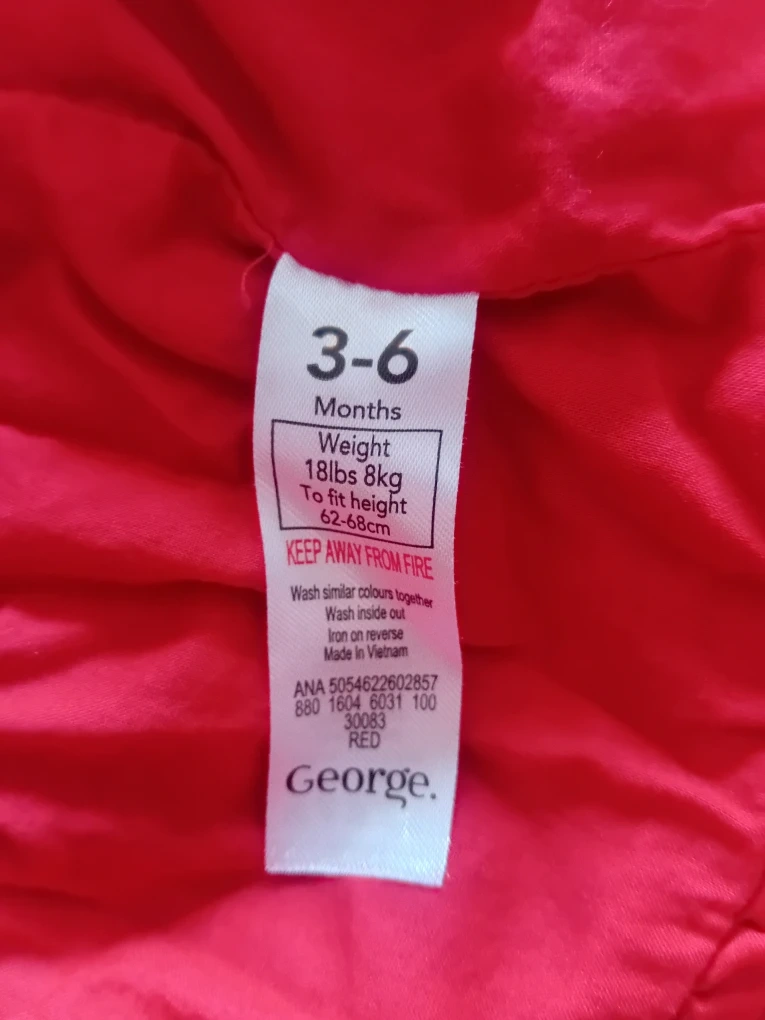 3-6
Months
Weight
18lbs 8kg
To fit height
62-68cm
KEEP AWAY FROM FIRE
Wash similar colours together
Wash inside out
Iron on reverse
Made In Vietnam
ANA 5054622602857
880 1604 6031 100
30083
RED
George.